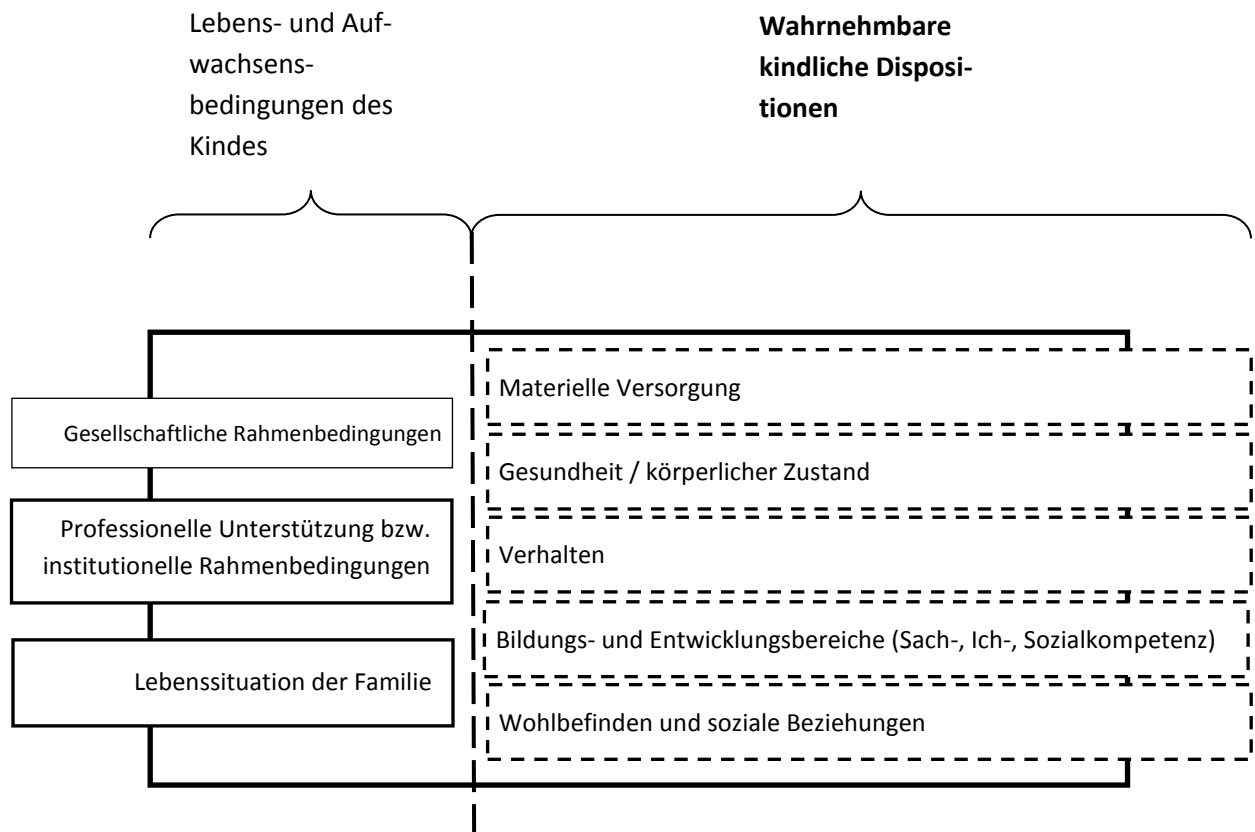 Lebens- und Auf-
wachsens-
bedingungen des
Kindes
Wahrnehmbare
kindliche Disposi-
tionen
Gesellschaftliche Rahmenbedingungen
Professionelle Unterstützung bzw.
institutionelle Rahmenbedingungen
Lebenssituation der Familie
Materielle Versorgung
Gesundheit / körperlicher Zustand
Verhalten
Bildungs- und Entwicklungsbereiche (Sach-, Ich-, Sozialkompetenz)
Wohlbefinden und soziale Beziehungen